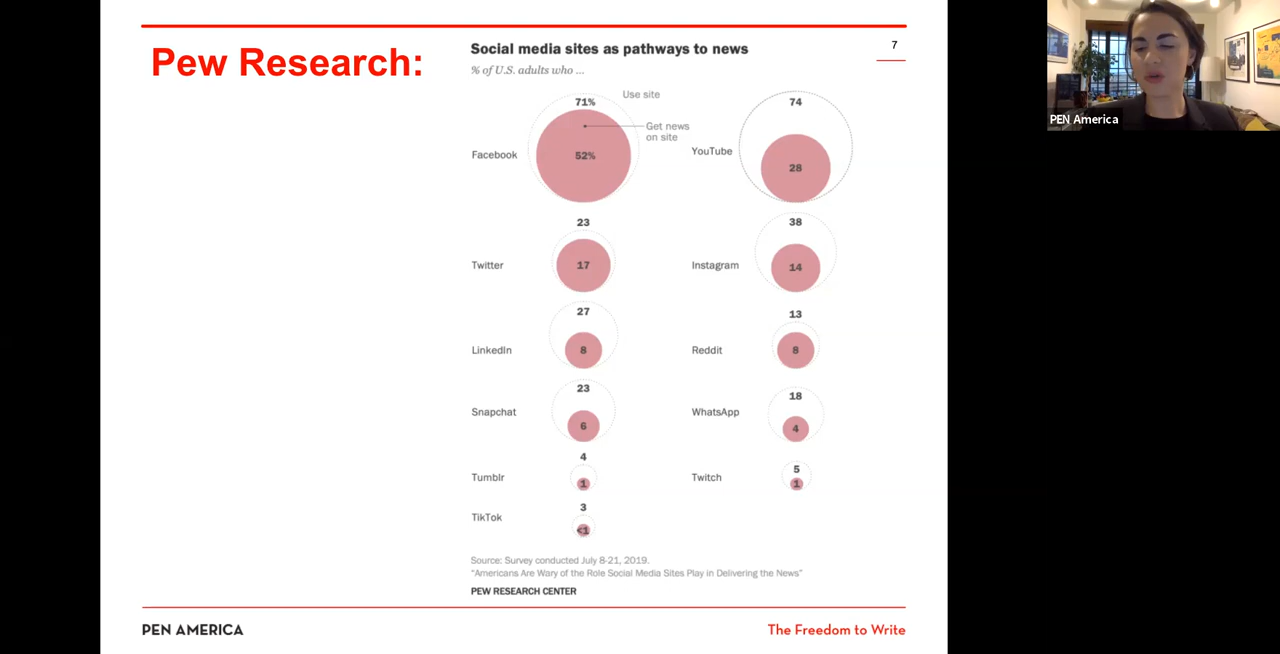 Pew Research:
Social media sites as pathways to news
7
% of U.S. adults who ...
Use site
71%
74
Get news
on site
Facebook
52%
YouTube
28
23
38
Twitter
17
Instagram
14
27
13
LinkedIn
8
Reddit
8
23
18
Snapchat
6
WhatsApp
4
4
5
Tumblr
1
Twitch
1
3
TikTok
<1
Source: Survey conducted July 8-21, 2019.
“Americans Are Wary of the Role Social Media Sites Play in Delivering the News”
PEW RESEARCH CENTER
PEN AMERICA
The Freedom to Write
PEN America